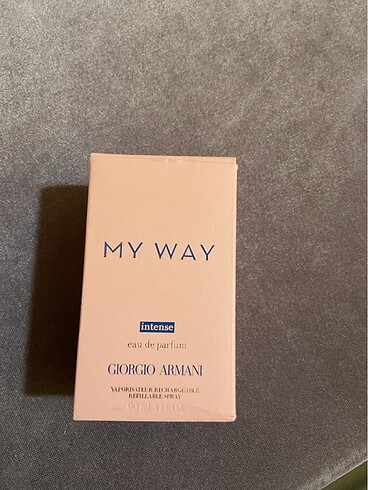 MY WAY
intense
eau de parfum
GIORGIO ARMANI
VAPORISATEUR RECHARGEABLE
REFILLABLE SPRAY